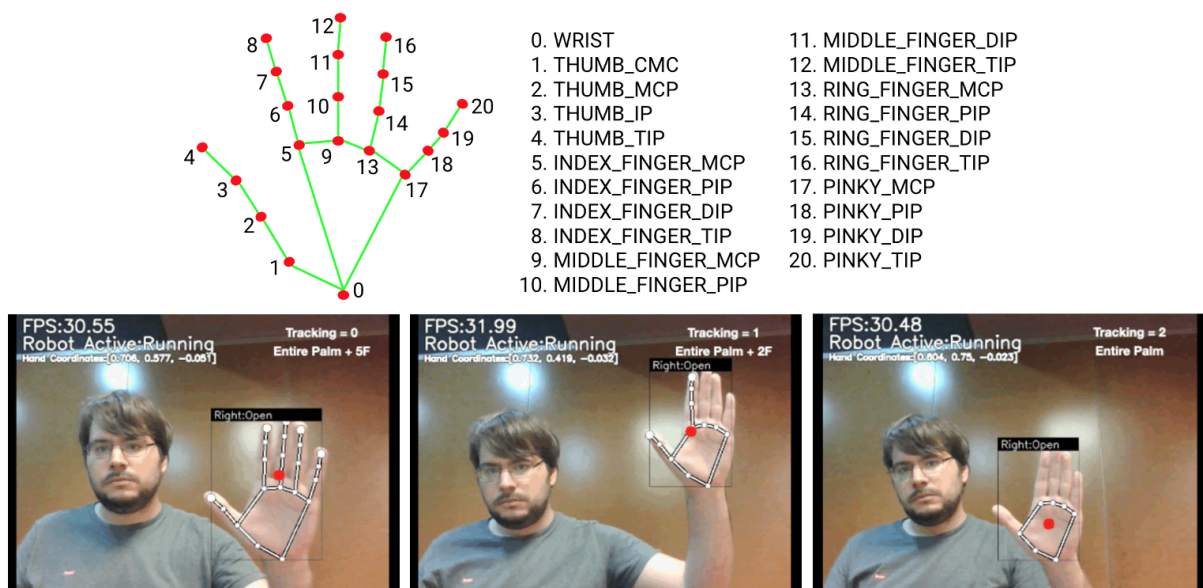 12
8
16
11
7
15
20
6
10
14
19
4
5
9
13
18
3
17
2
1
0
0. WRIST
1. THUMB_CMC
2. THUMB_MCP
3. THUMB_IP
4. THUMB_TIP
5. INDEX_FINGER_MCP
6. INDEX_FINGER_PIP
7. INDEX_FINGER_DIP
8. INDEX_FINGER_TIP
9. MIDDLE_FINGER_MCP
10. MIDDLE_FINGER_PIP
11. MIDDLE_FINGER_DIP
12. MIDDLE_FINGER_TIP
13. RING_FINGER_MCP
14. RING_FINGER_PIP
15. RING_FINGER_DIP
16. RING_FINGER_TIP
17. PINKY_MCP
18. PINKY_PIP
19. PINKY_DIP
20. PINKY_TIP
FPS:30.55
Robot Active:Running
Hand Coordinates:[0.706, 0.577, -0.051]
Tracking = 0
Entire Palm + 5F
Right:Open
FPS:31.99
Robot Active:Running
Hand Coordinates:[0.732, 0.419, -0.032]
Tracking = 1
Entire Palm + 2F
Right:Open
FPS:30.48
Robot Active:Running
Hand Coordinates:[0.604, 0.75, -0.023]
Tracking = 2
Entire Palm
Right:Open